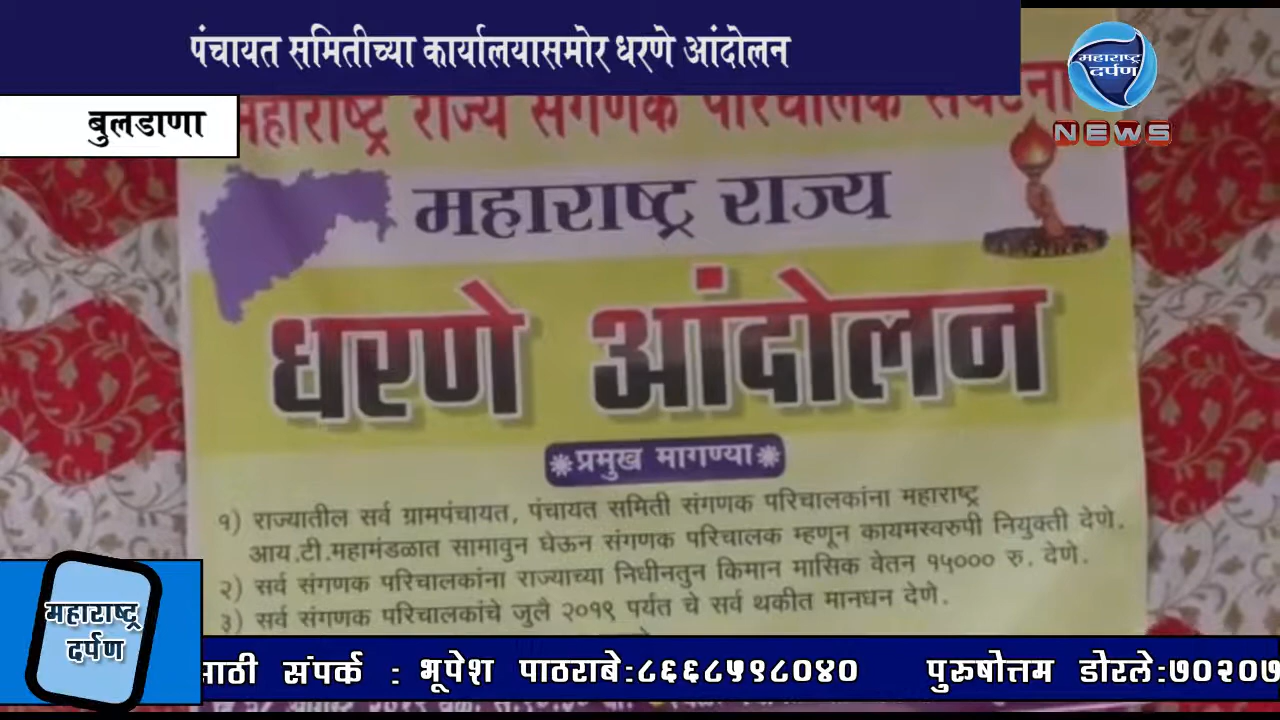 पंचायत समितीच्या कार्यालयासमोर धरणे आंदोलन
महाराष्ट्र दर्पण
NEWS
बुलडाणा
महाराष्ट्र राज्य संगणक परिचालक संघटना
महाराष्ट्र राज्य
धरणे आंदोलन
प्रमुख मागण्या
१) राज्यातील सर्व ग्रामपंचायत, पंचायत समिती संगणक परिचालकांना महाराष्ट्र
आय.टी.महामंडळात सामावुन घेऊन संगणक परिचालक म्हणून कायमस्वरुपी नियुक्ती देणे.
२) सर्व संगणक परिचालकांना राज्याच्या निधीनतुन किमान मासिक वेतन १५००० रु. देणे.
३) सर्व संगणक परिचालकांचे जुलै २०१९ पर्यंत चे सर्व थकीत मानधन देणे.
महाराष्ट्र
दर्पण
साठी संपर्क : भूपेश पाठराबे:८६६८५९८०४० पुरुषोत्तम डोरले:७०२०७